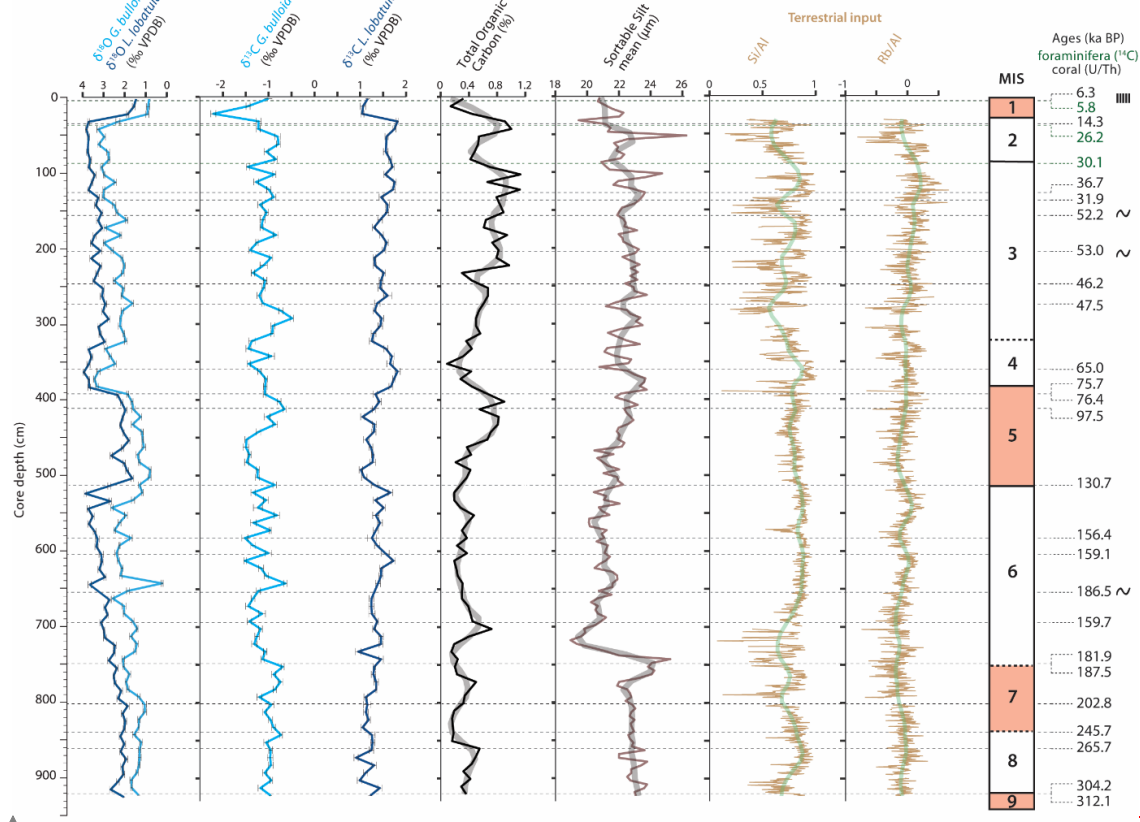 δ18O G. bulloi
δ18O L. lobatul
(‰ VPDB)
δ13C G. bulloid
(‰ VPDB)
δ13C L. lobatul
(‰ VPDB)
Total Organic
Carbon (%)
Sortable Silt
mean (µm)
Terrestrial input
Si/Al
Rb/Al
Ages (ka BP)
foraminifera (14C)
coral (U/Th)
MIS
4 3 2 1 0
-2 -1 0
0 1 2
0 0.4 0.8 1.2
18 20 22 24 26
0 0.5 1
-1 0 1
Core depth (cm)
0
100
200
300
400
500
600
700
800
900
1
2
3
4
5
6
7
8
9
6.3
5.8
14.3
26.2
30.1
36.7
31.9
52.2 ~
53.0 ~
46.2
47.5
65.0
75.7
76.4
97.5
130.7
156.4
159.1
186.5 ~
159.7
181.9
187.5
202.8
245.7
265.7
304.2
312.1